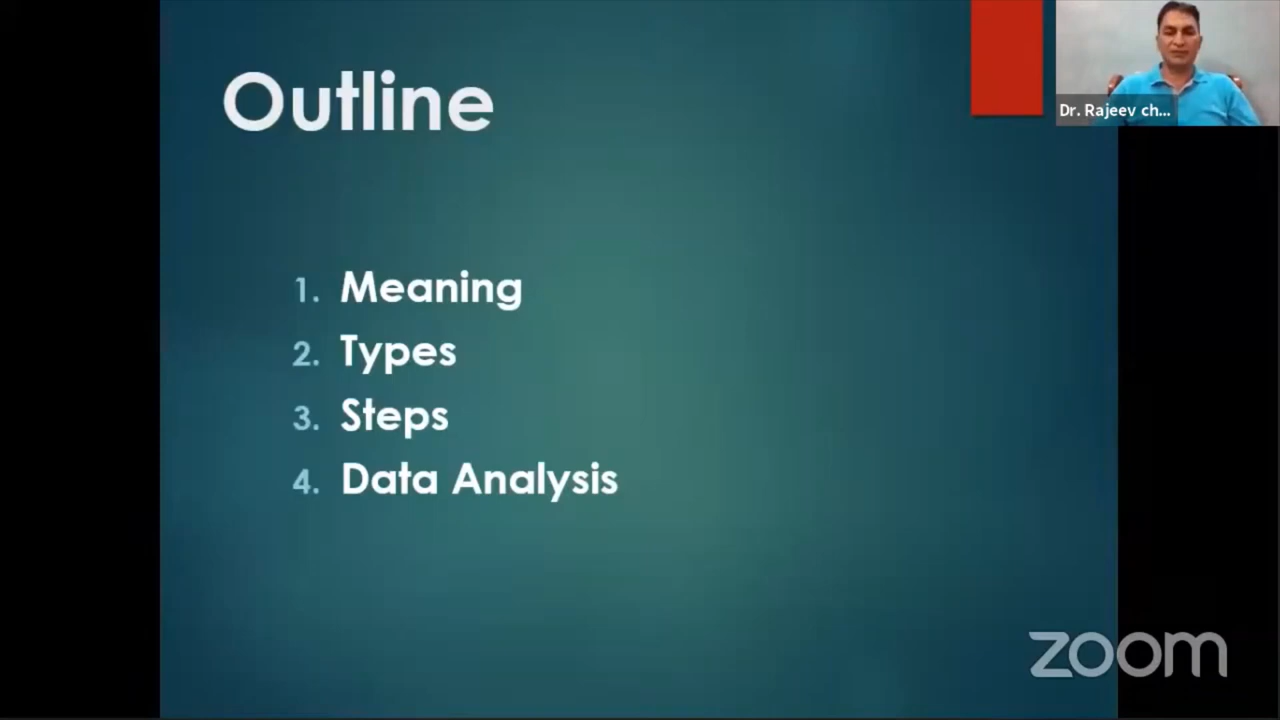 Outline
Dr. Rajeev ch...
1. Meaning
2. Types
3. Steps
4. Data Analysis
zoom